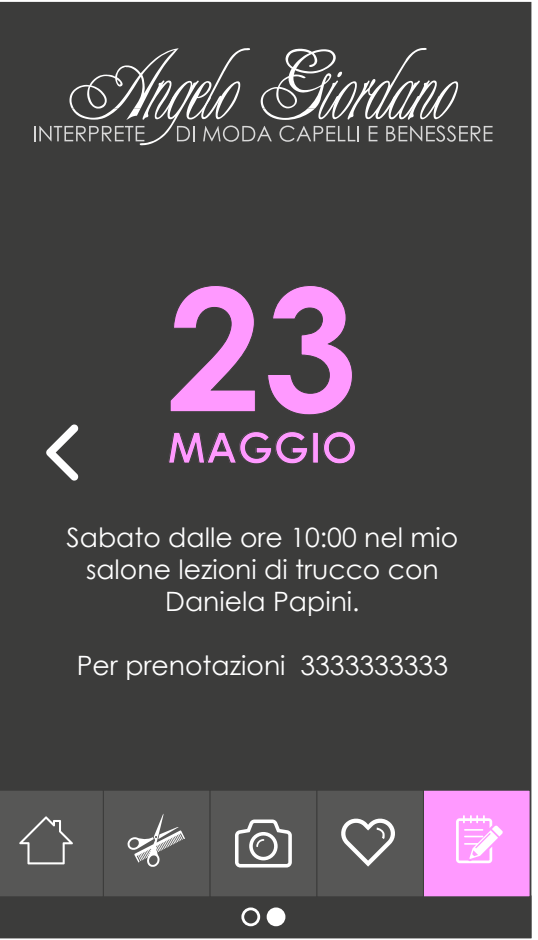 Angelo Giordano
INTERPRETE DI MODA CAPELLI E BENESSERE
23
MAGGIO
Sabato dalle ore 10:00 nel mio
salone lezioni di trucco con
Daniela Papini.
Per prenotazioni 3333333333